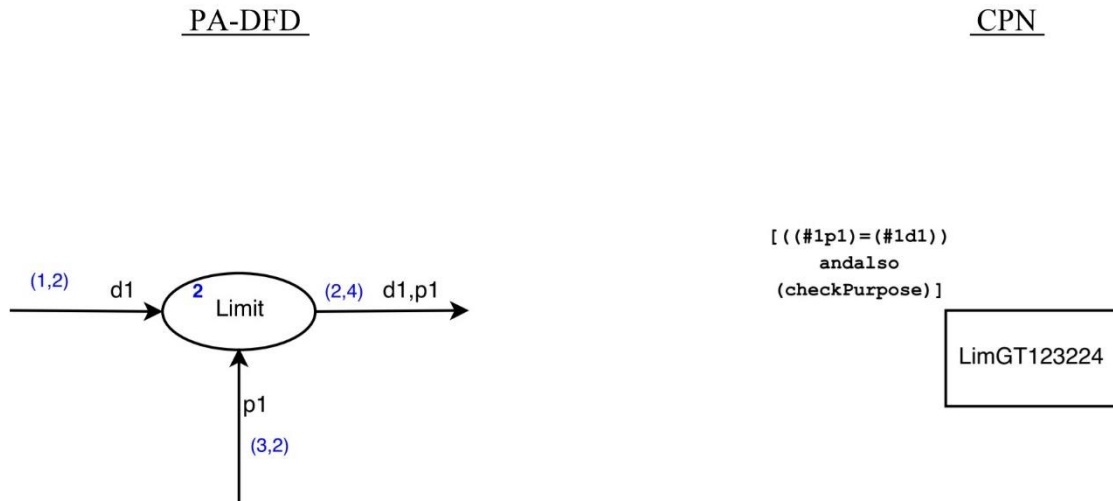 PA-DFD
CPN
[((#1p1)=(#1d1))
andalso
(checkPurpose)]
(1,2)
d1
2
Limit
(2,4)
d1,p1
LimGT123224
p1
(3,2)